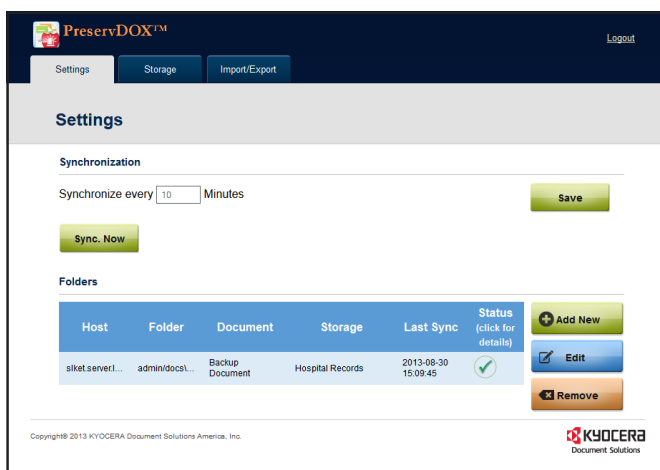 PreservDOX™
Logout
Settings Storage Import/Export
Settings
Synchronization
Synchronize every 10 Minutes
Save
Sync. Now
Folders
Host Folder Document Storage Last Sync Status (click for details)
Add New
slket.server.l... admin/docs\... Backup Document Hospital Records 2013-08-30 15:09:45
Edit
Remove
Copyright© 2013 KYOCERA Document Solutions America, Inc.
KYOCERA
Document Solutions